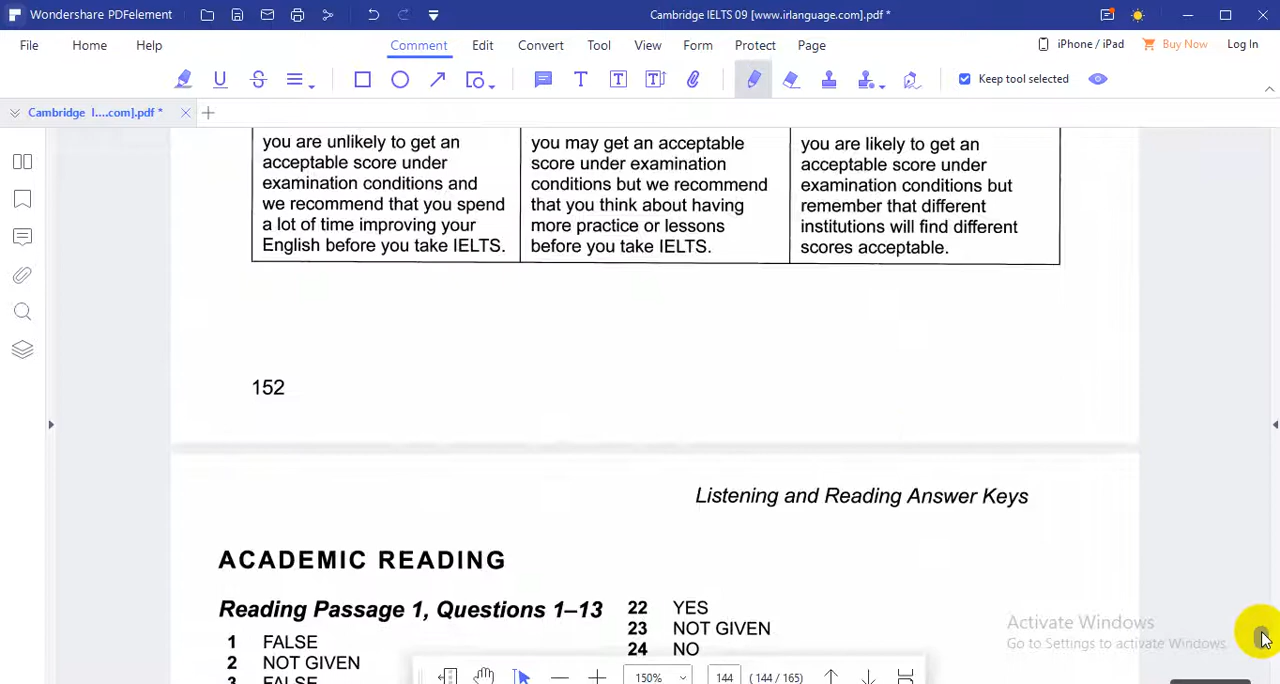 Wondershare PDFelement
Cambridge IELTS 09 [www.irlanguage.com].pdf *
File Home Help Comment Edit Convert Tool View Form Protect Page iPhone / iPad Buy Now Log In
Keep tool selected
Cambridge I....com].pdf *
you are unlikely to get an
acceptable score under
examination conditions and
we recommend that you spend
a lot of time improving your
English before you take IELTS.
you may get an acceptable
score under examination
conditions but we recommend
that you think about having
more practice or lessons
before you take IELTS.
you are likely to get an
acceptable score under
examination conditions but
remember that different
institutions will find different
scores acceptable.
152
Listening and Reading Answer Keys
ACADEMIC READING
Reading Passage 1, Questions 1–13
1 FALSE
2 NOT GIVEN
3 FALSE
22 YES
23 NOT GIVEN
24 NO
Activate Windows
Go to Settings to activate Windows.
150% 144 (144 / 165)